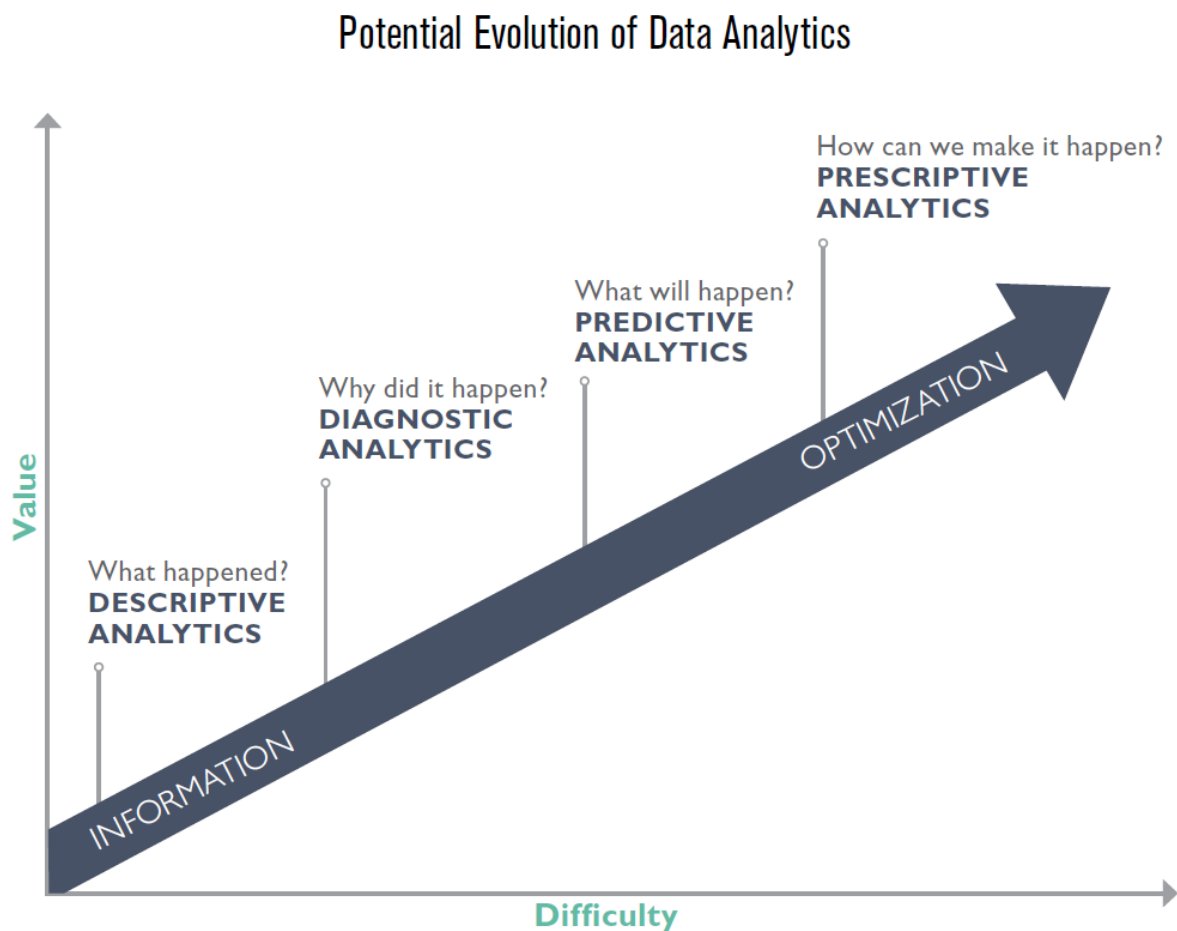 Potential Evolution of Data Analytics
How can we make it happen?
PRESCRIPTIVE
ANALYTICS
What will happen?
PREDICTIVE
ANALYTICS
Why did it happen?
DIAGNOSTIC
ANALYTICS
What happened?
DESCRIPTIVE
ANALYTICS
OPTIMIZATION
INFORMATION
Value
Difficulty